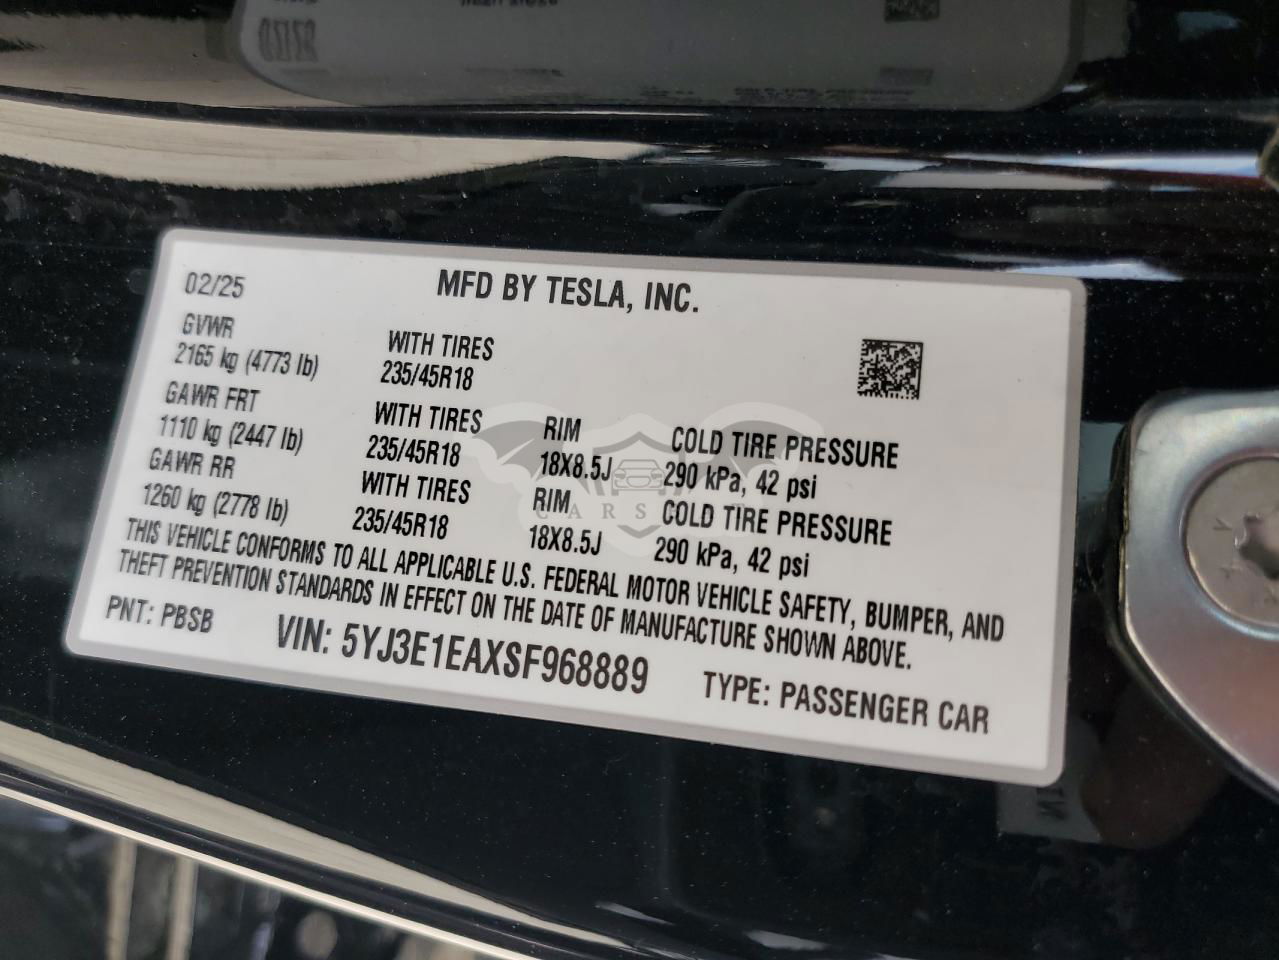 02/25
MFD BY TESLA, INC.
GVWR
2165 kg (4773 lb)
WITH TIRES
235/45R18
GAWR FRT
1110 kg (2447 lb)
WITH TIRES
235/45R18
RIM
18X8.5J
COLD TIRE PRESSURE
290 kPa, 42 psi
GAWR RR
1260 kg (2778 lb)
WITH TIRES
235/45R18
RIM
18X8.5J
COLD TIRE PRESSURE
290 kPa, 42 psi
THIS VEHICLE CONFORMS TO ALL APPLICABLE U.S. FEDERAL MOTOR VEHICLE SAFETY, BUMPER, AND
THEFT PREVENTION STANDARDS IN EFFECT ON THE DATE OF MANUFACTURE SHOWN ABOVE.
PNT: PBSB
VIN: 5YJ3E1EAXSF968889
TYPE: PASSENGER CAR